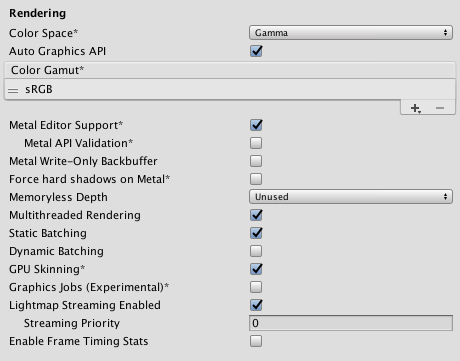 Rendering
Color Space* Gamma
Auto Graphics API
Color Gamut*
sRGB
Metal Editor Support*
Metal API Validation*
Metal Write-Only Backbuffer
Force hard shadows on Metal*
Memoryless Depth Unused
Multithreaded Rendering
Static Batching
Dynamic Batching
GPU Skinning*
Graphics Jobs (Experimental)*
Lightmap Streaming Enabled
Streaming Priority 0
Enable Frame Timing Stats